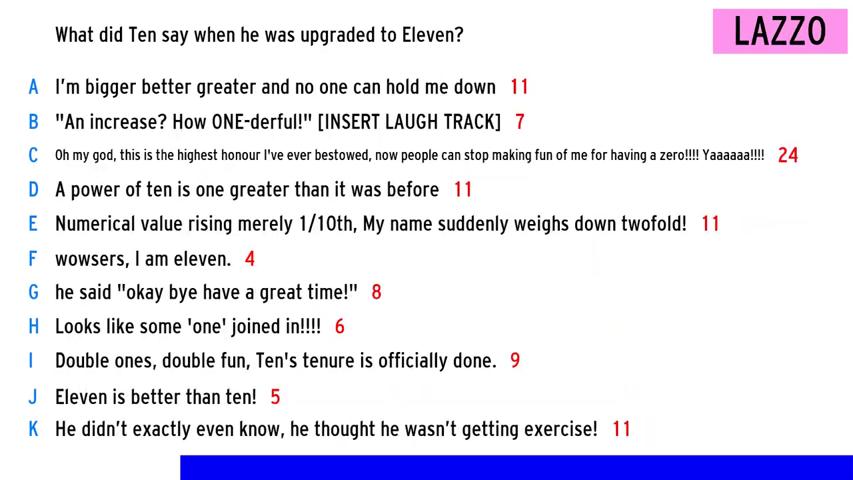 What did Ten say when he was upgraded to Eleven?
LAZZO
A I'm bigger better greater and no one can hold me down 11
B "An increase? How ONE-derful!" [INSERT LAUGH TRACK] 7
C Oh my god, this is the highest honour I've ever bestowed, now people can stop making fun of me for having a zero!!!! Yaaaaaa!!!! 24
D A power of ten is one greater than it was before 11
E Numerical value rising merely 1/10th, My name suddenly weighs down twofold! 11
F wowsers, I am eleven. 4
G he said "okay bye have a great time!" 8
H Looks like some 'one' joined in!!!! 6
I Double ones, double fun, Ten's tenure is officially done. 9
J Eleven is better than ten! 5
K He didn't exactly even know, he thought he wasn't getting exercise! 11